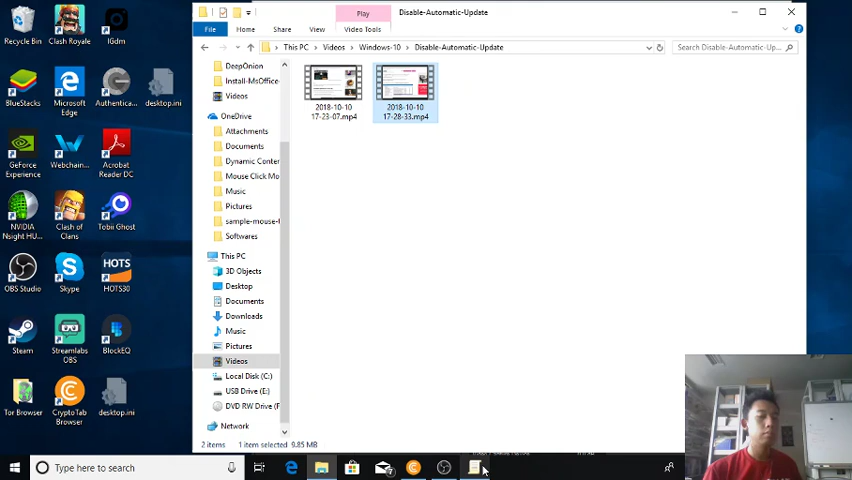 Play
Disable-Automatic-Update
File
Home
Share
View
Video Tools
This PC
Videos
Windows-10
Disable-Automatic-Update
Search Disable-Automatic-Up...
Recycle Bin
Clash Royale
IGdm
BlueStacks
Microsoft
Edge
Authentica...
desktop.ini
GeForce
Experience
Webchain...
Acrobat
Reader DC
NVIDIA
Nsight HU...
Clash of
Clans
Tobii Ghost
OBS Studio
Skype
HOTS
HOTS30
Steam
Streamlabs
OBS
BlockEQ
Tor Browser
CryptoTab
Browser
desktop.ini
DeepOnion
Install-MsOffice-
Videos
OneDrive
Attachments
Documents
Dynamic Conter
Mouse Click Mo
Music
Pictures
sample-mouse-
Softwares
This PC
3D Objects
Desktop
Documents
Downloads
Music
Pictures
Videos
Local Disk (C:)
USB Drive (E:)
DVD RW Drive (F
Network
2018-10-10
17-23-07.mp4
2018-10-10
17-28-33.mp4
2 items
1 item selected 9.85 MB
Type here to search